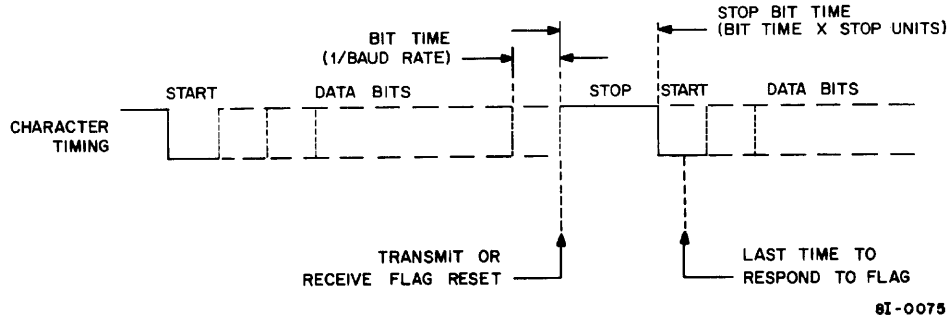 BIT TIME
(1/BAUD RATE)
STOP BIT TIME
(BIT TIME X STOP UNITS)
START
DATA BITS
STOP
START
DATA BITS
CHARACTER
TIMING
TRANSMIT OR
RECEIVE FLAG RESET
LAST TIME TO
RESPOND TO FLAG
8I-0075